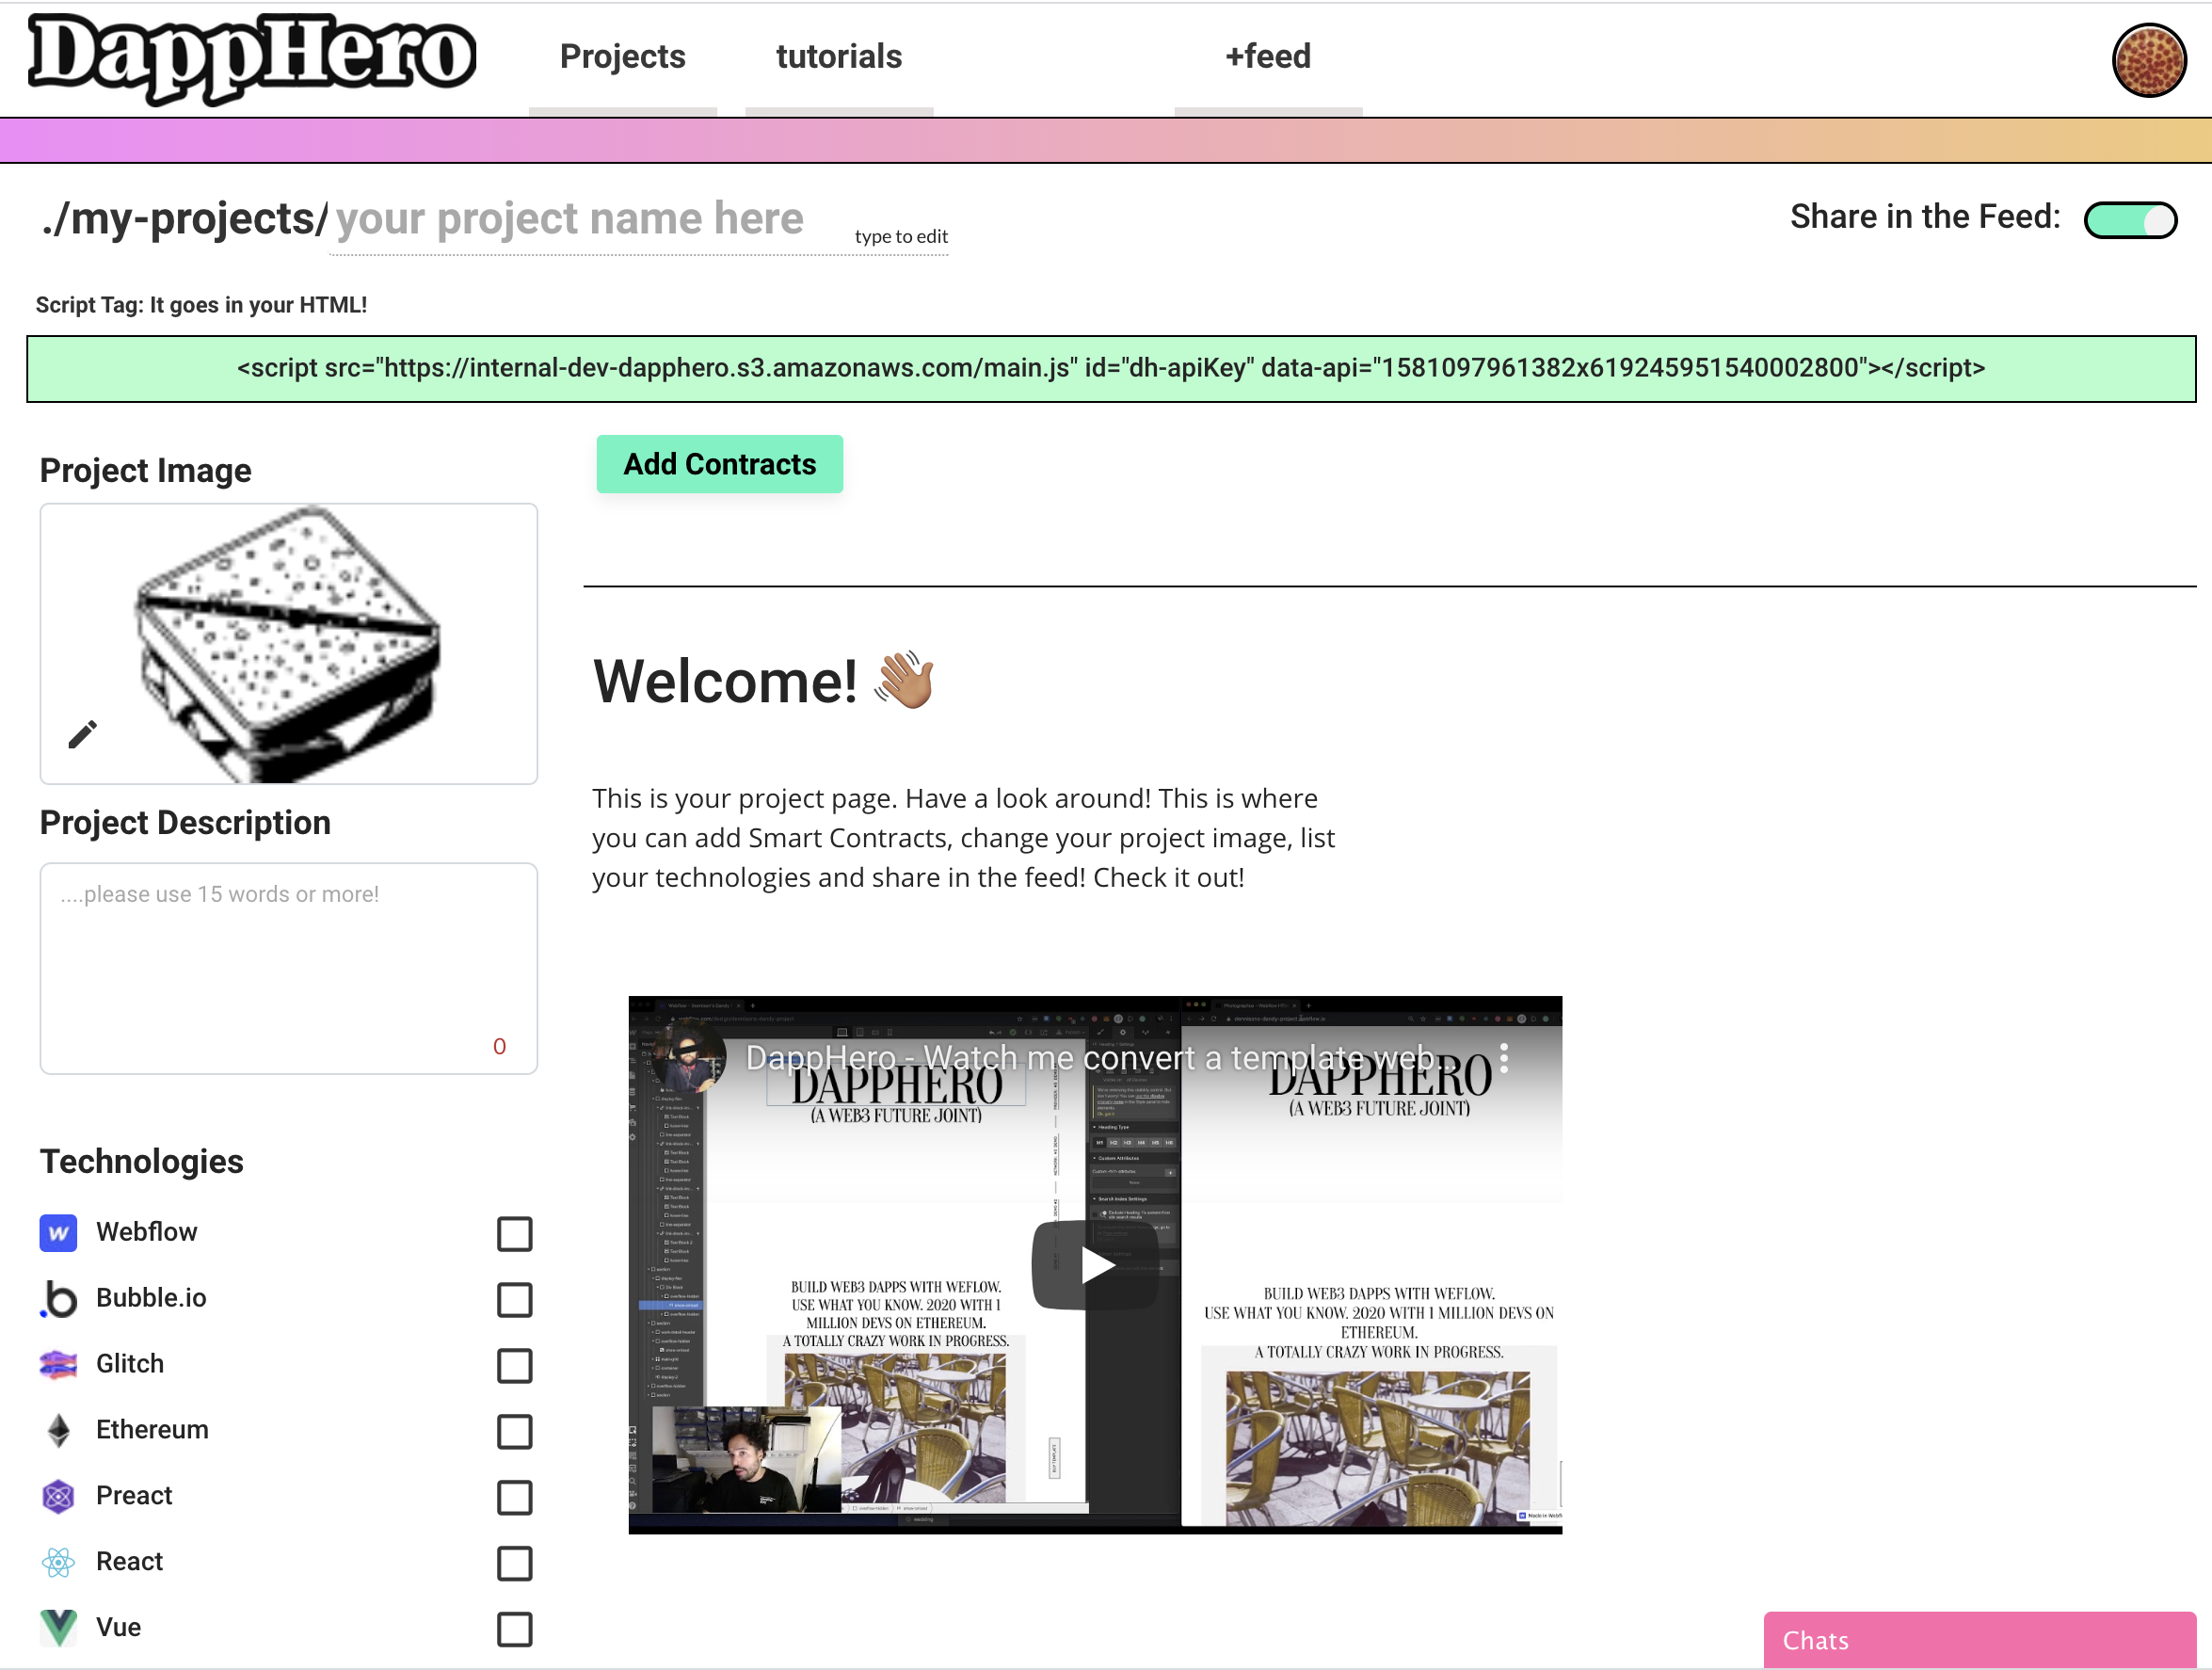 DappHero
Projects
tutorials
+feed
./my-projects/
your project name here
type to edit
Share in the Feed:
Script Tag: It goes in your HTML!
<script src="https://internal-dev-dapphero.s3.amazonaws.com/main.js" id="dh-apiKey" data-api="1581097961382x619245951540002800"></script>
Project Image
Add Contracts
Welcome!
This is your project page. Have a look around! This is where
you can add Smart Contracts, change your project image, list
your technologies and share in the feed! Check it out!
Project Description
....please use 15 words or more!
0
Technologies
Webflow
Bubble.io
Glitch
Ethereum
Preact
React
Vue
DappHero - Watch me convert a template web...
DAPPHERO
(A WEB3 FUTURE JOINT)
BUILD WEB3 DAPPS WITH WEFLOW.
USE WHAT YOU KNOW. 2020 WITH 1
MILLION DEVS ON ETHEREUM.
A TOTALLY CRAZY WORK IN PROGRESS.
Heading Type
Custom Attributes
Search Index Settings
DAPPHERO
(A WEB3 FUTURE JOINT)
BUILD WEB3 DAPPS WITH WEFLOW.
USE WHAT YOU KNOW. 2020 WITH 1 MILLION DEVS ON
ETHEREUM.
A TOTALLY CRAZY WORK IN PROGRESS.
Chats